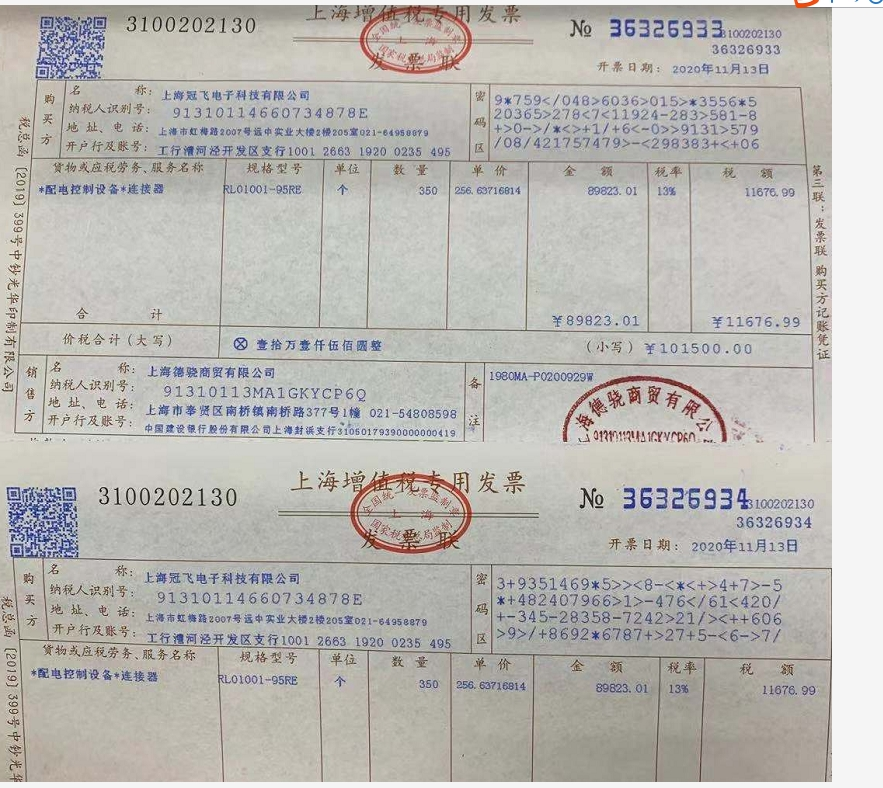 3100202130
上海增值税专用发票
全国统一发票监制章
上海
国家税务总局监制
发票联
№ 36326933
3100202130
36326933
开票日期： 2020年11月13日
税总函 [2019] 399号中钞光华印制有限公司
购买方
名 称： 上海冠飞电子科技有限公司
纳税人识别号： 91310114660734878E
地址、电话： 上海市虹梅路2007号远中实业大楼2楼205室021-64958879
开户行及账号： 工行漕河泾开发区支行1001 2663 1920 0235 495
密码区
9*759</048>6036>015>*3556*5
20365>278<7<11924-283>581-8
+>0->/*<>+1/+6<-0>>9131>579
/08/421757479>-<298383+<+06
货物或应税劳务、服务名称 规格型号 单位 数量 单价 金额 税率 税额
*配电控制设备*连接器 RL01001-95RE 个 350 256.63716814 89823.01 13% 11676.99
合 计 ¥89823.01 ¥11676.99
价税合计(大写) ⊗ 壹拾万壹仟伍佰圆整 (小写) ¥101500.00
销售方
名 称： 上海德骁商贸有限公司
纳税人识别号： 91310113MA1GKYCP6Q
地址、电话： 上海市奉贤区南桥镇南桥路377号1幢 021-54808598
开户行及账号： 中国建设银行股份有限公司上海封浜支行31050179390000000419
备注
1980MA-P0200929W
上海德骁商贸有限公
91310113MA1GKYCP6Q
第三联：发票联 购买方记账凭证
3100202130
上海增值税专用发票
全国统一发票监制章
上海
国家税务总局监制
发票联
№ 36326934
3100202130
36326934
开票日期： 2020年11月13日
税总函 [2019] 399号中钞光华
购买方
名 称： 上海冠飞电子科技有限公司
纳税人识别号： 91310114660734878E
地址、电话： 上海市虹梅路2007号远中实业大楼2楼205室021-64958879
开户行及账号： 工行漕河泾开发区支行1001 2663 1920 0235 495
密码区
3+9351469*5>><8-<*<+>4+7>-5
*+482407966>1>-476</61<420/
+-345-28358-7242>21/><++606
>9>/+8692*6787+>27+5-<6->7/
货物或应税劳务、服务名称 规格型号 单位 数量 单价 金额 税率 税额
*配电控制设备*连接器 RL01001-95RE 个 350 256.63716814 89823.01 13% 11676.99